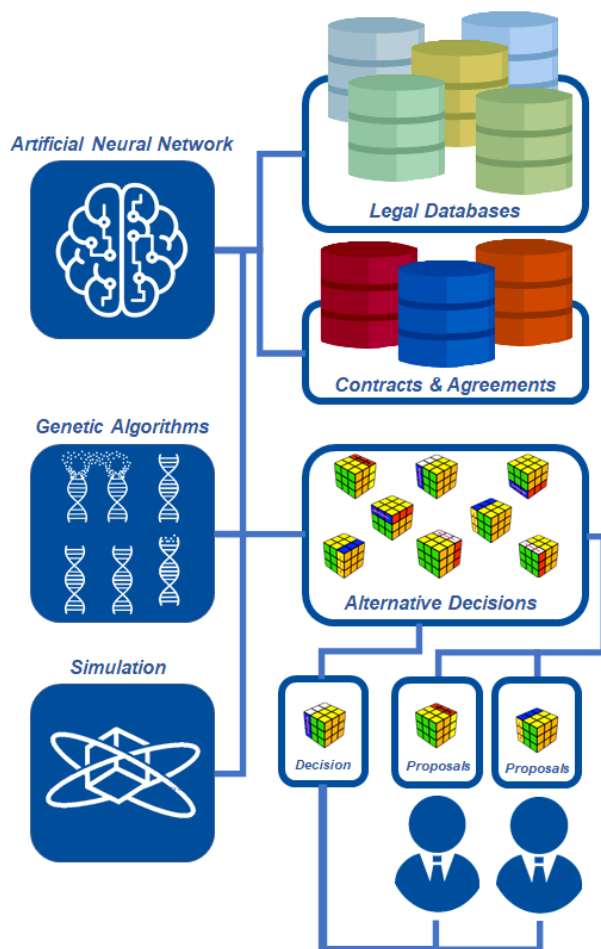 Artificial Neural Network
Legal Databases
Contracts & Agreements
Genetic Algorithms
Alternative Decisions
Simulation
Decision
Proposals
Proposals